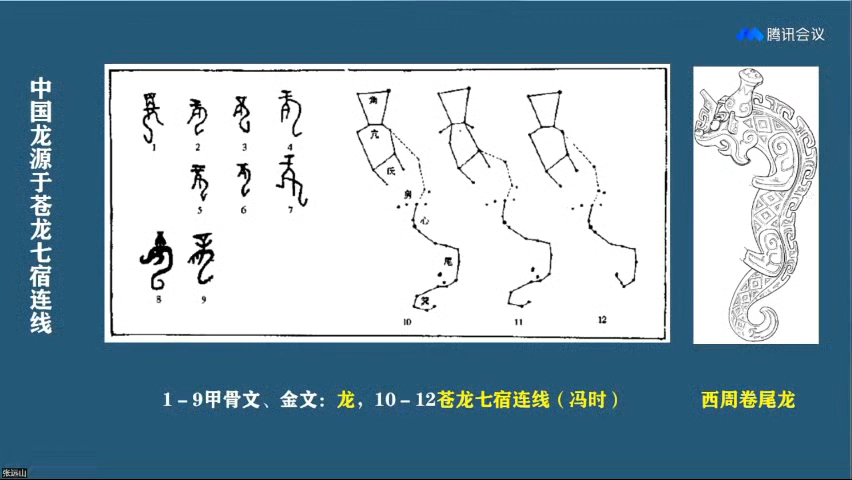 腾讯会议
中国龙源于苍龙七宿连线
1 2 3 4
5 6 7
8 9
角
亢
氐
房
心
尾
箕
10 11 12
1-9甲骨文、金文：龙，10-12苍龙七宿连线（冯时）
西周卷尾龙
张远山